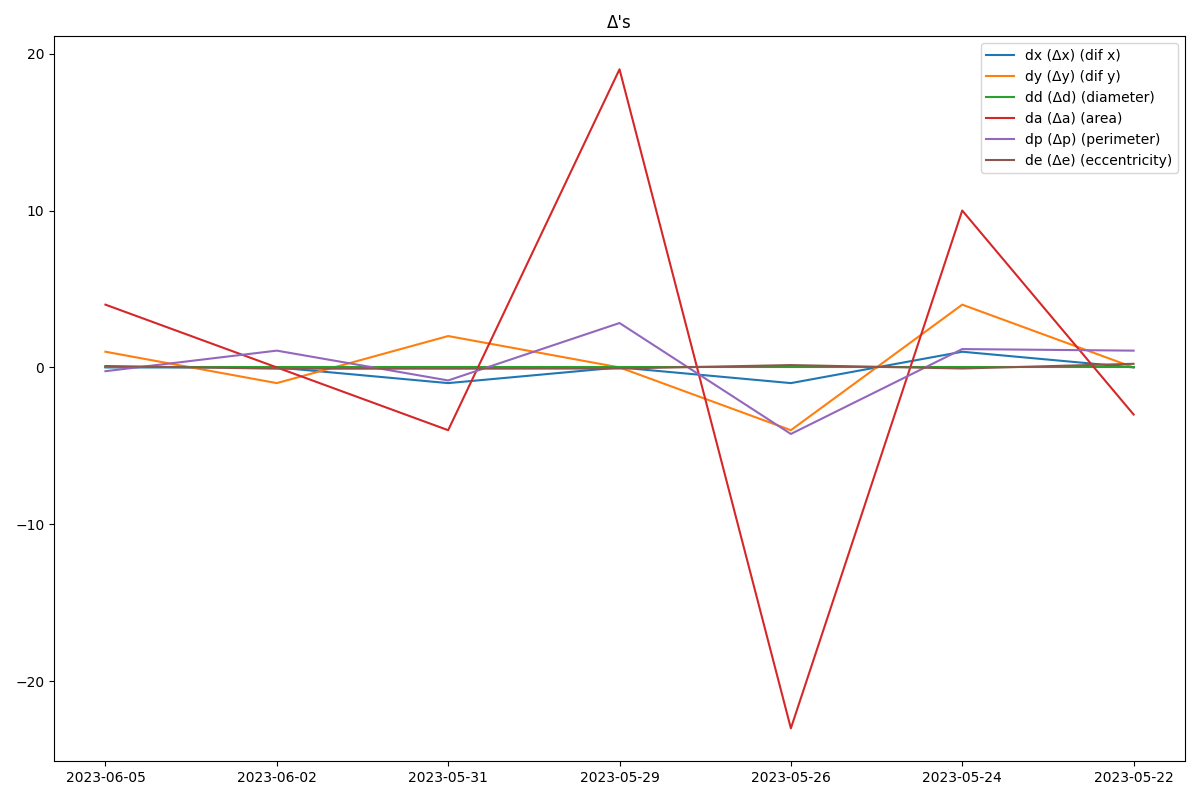 Δ's
20
10
0
−10
−20
dx (Δx) (dif x)
dy (Δy) (dif y)
dd (Δd) (diameter)
da (Δa) (area)
dp (Δp) (perimeter)
de (Δe) (eccentricity)
2023-06-05 2023-06-02 2023-05-31 2023-05-29 2023-05-26 2023-05-24 2023-05-22